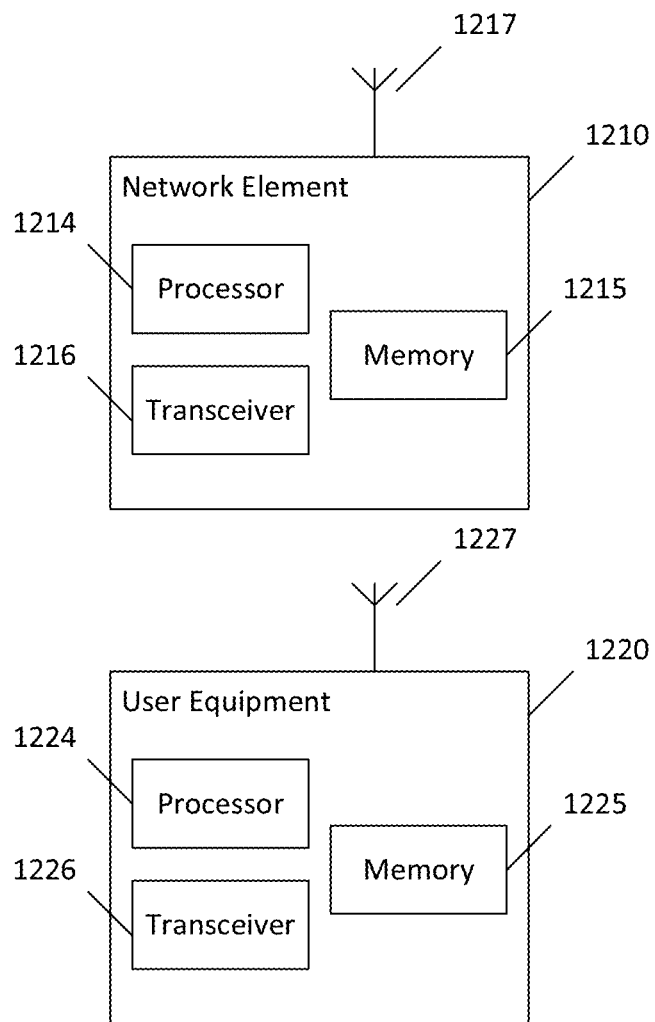 1217
1210
Network Element
1214
Processor
1215
Memory
1216
Transceiver
1227
1220
User Equipment
1224
Processor
1225
Memory
1226
Transceiver